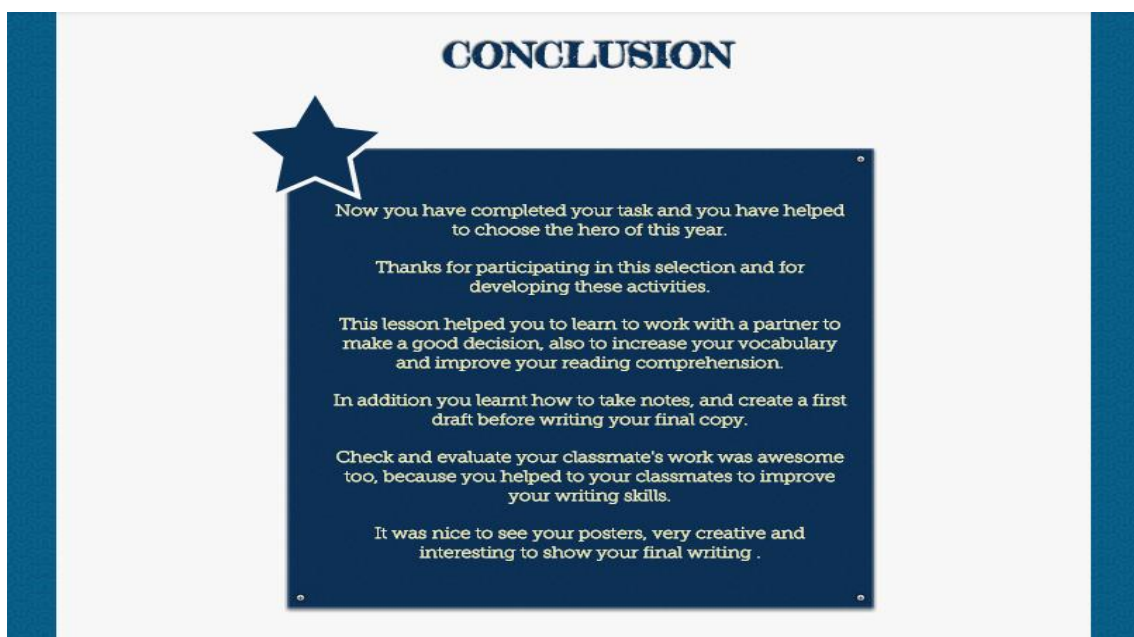 CONCLUSION
Now you have completed your task and you have helped
to choose the hero of this year.
Thanks for participating in this selection and for
developing these activities.
This lesson helped you to learn to work with a partner to
make a good decision, also to increase your vocabulary
and improve your reading comprehension.
In addition you learnt how to take notes, and create a first
draft before writing your final copy.
Check and evaluate your classmate's work was awesome
too, because you helped to your classmates to improve
your writing skills.
It was nice to see your posters, very creative and
interesting to show your final writing .